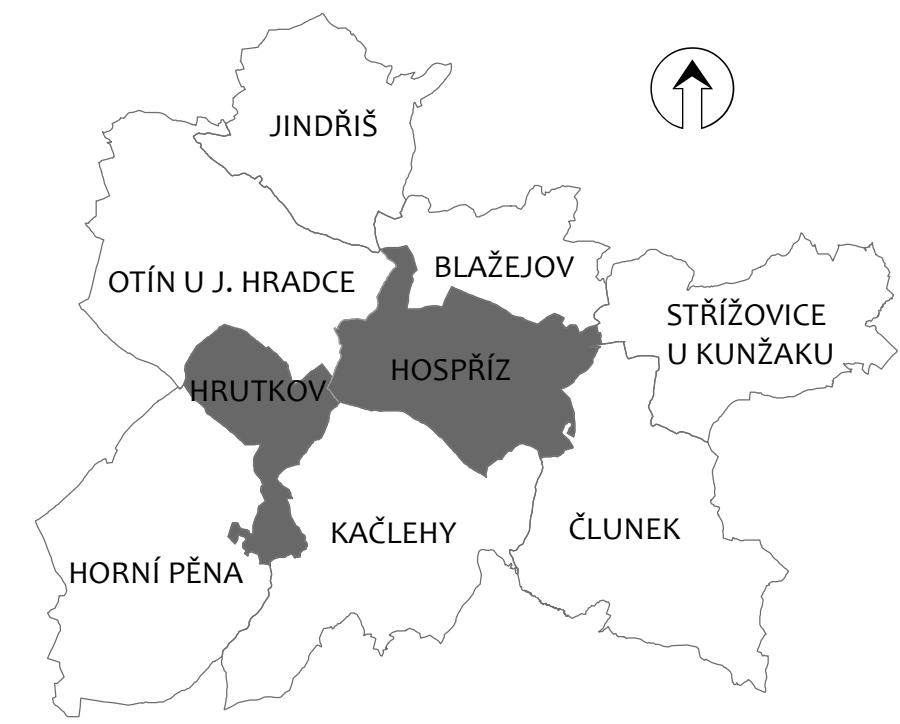 JINDŘIŠ
BLAŽEJOV
OTÍN U J. HRADCE
STŘÍŽOVICE
U KUNŽAKU
HOSPŘÍZ
HRUTKOV
KAČLEHY
ČLUNEK
HORNÍ PĚNA